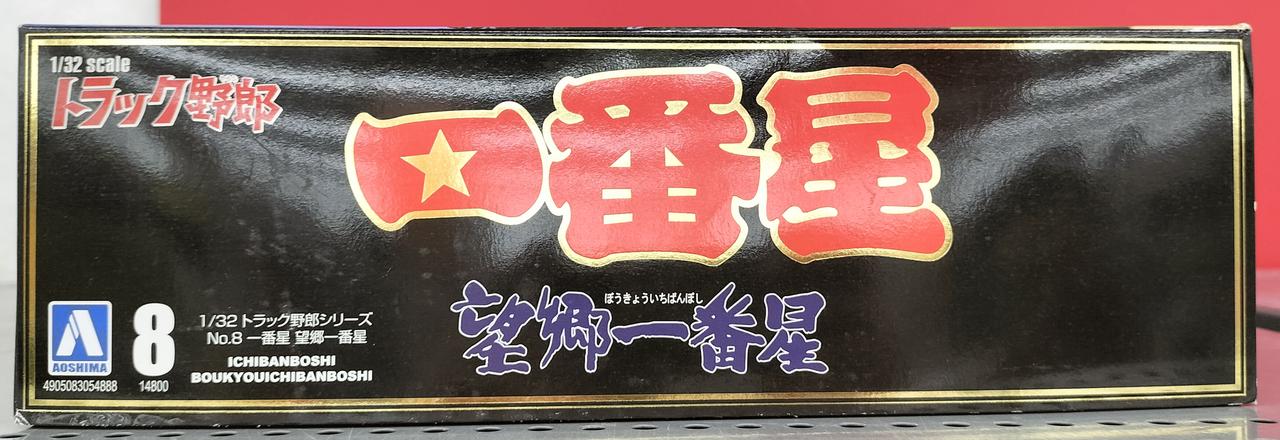 1/32 scale
トラック野郎
一番星
ぼうきょういちばんぼし
望郷一番星
AOSHIMA
4905083054888
8
14800
1/32 トラック野郎シリーズ
No.8 一番星 望郷一番星
ICHIBANBOSHI
BOUKYOUICHIBANBOSHI